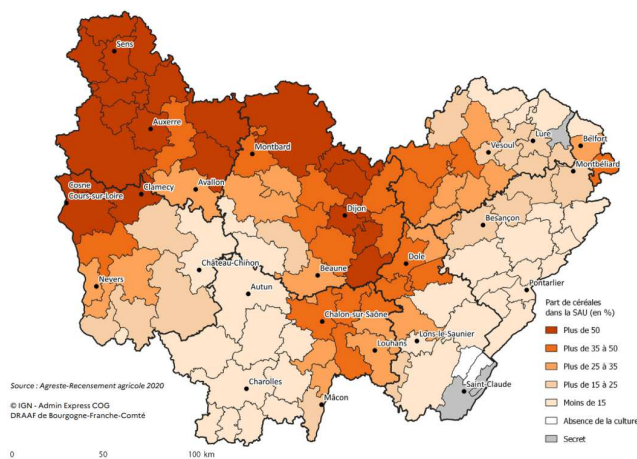 Sens
Auxerre
Montbard
Avallon
Clamecy
Cosne
Cours-sur-Loire
Nevers
Château-Chinon
Autun
Dijon
Beaune
Vesoul
Lure
Belfort
Montbéliard
Besançon
Dole
Pontarlier
Chalon-sur-Saône
Lons-le-Saunier
Louhans
Charolles
Mâcon
Saint-Claude
Part de céréales
dans la SAU (en %)
Plus de 50
Plus de 35 à 50
Plus de 25 à 35
Plus de 15 à 25
Moins de 15
Absence de la culture
Secret
Source : Agreste-Recensement agricole 2020
© IGN - Admin Express COG
DRAAF de Bourgogne-Franche-Comté
0 50 100 km